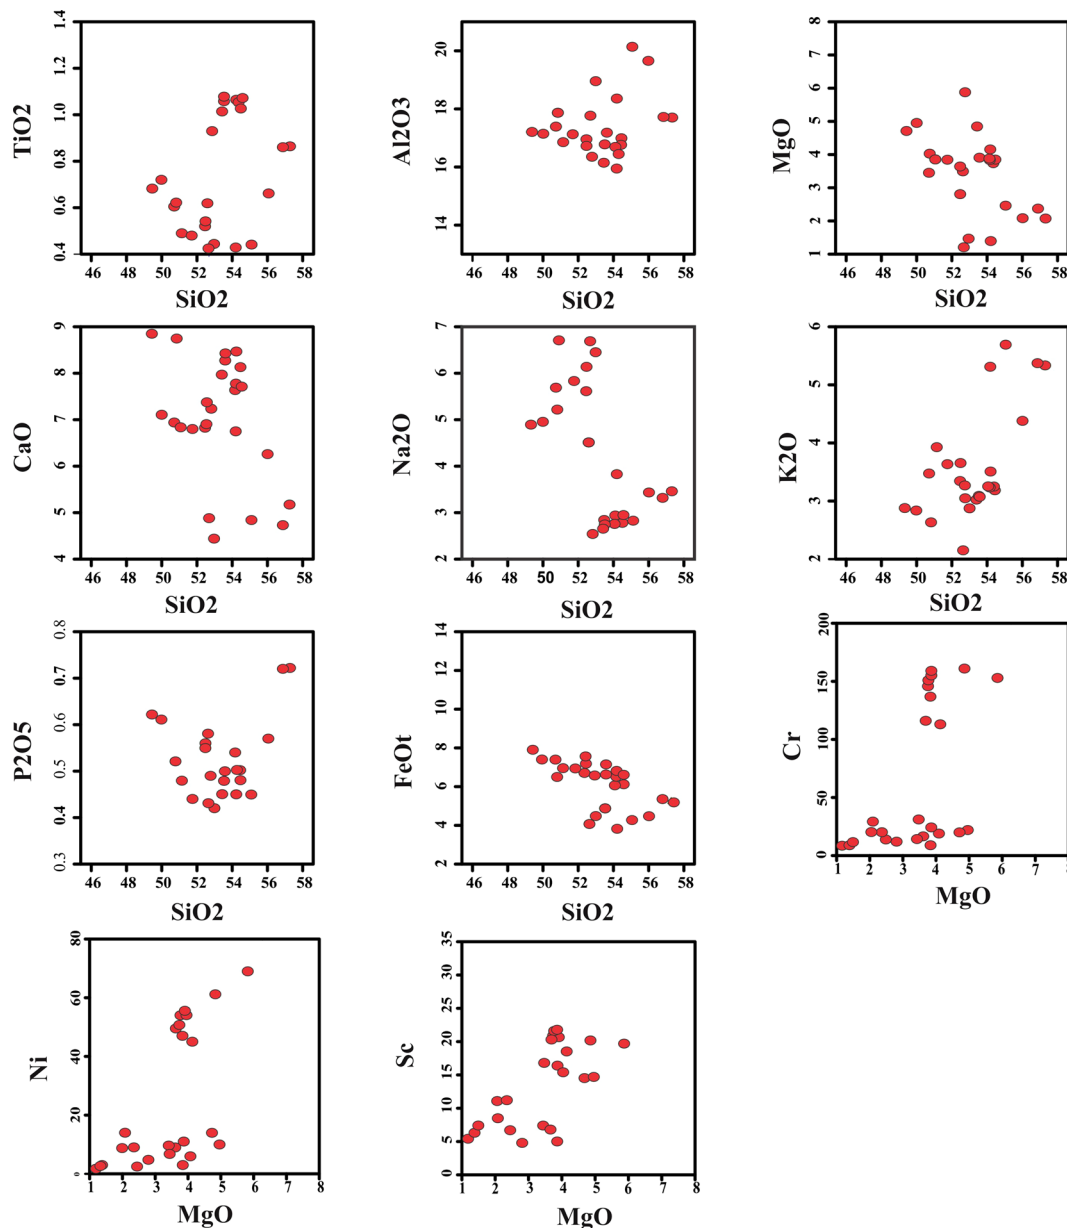 TiO2
0.4 0.6 0.8 1.0 1.2 1.4
46 48 50 52 54 56 58
SiO2
Al2O3
14 16 18 20
46 48 50 52 54 56 58
SiO2
MgO
1 2 3 4 5 6 7 8
46 48 50 52 54 56 58
SiO2
CaO
4 5 6 7 8 9
46 48 50 52 54 56 58
SiO2
Na2O
2 3 4 5 6 7
46 48 50 52 54 56 58
SiO2
K2O
2 3 4 5 6
46 48 50 52 54 56 58
SiO2
P2O5
0.3 0.4 0.5 0.6 0.7 0.8
46 48 50 52 54 56 58
SiO2
FeOt
2 4 6 8 10 12 14
46 48 50 52 54 56 58
SiO2
Cr
0 50 100 150 200
1 2 3 4 5 6 7 8
MgO
Ni
0 20 40 60 80
1 2 3 4 5 6 7 8
MgO
Sc
0 5 10 15 20 25 30 35
1 2 3 4 5 6 7 8
MgO